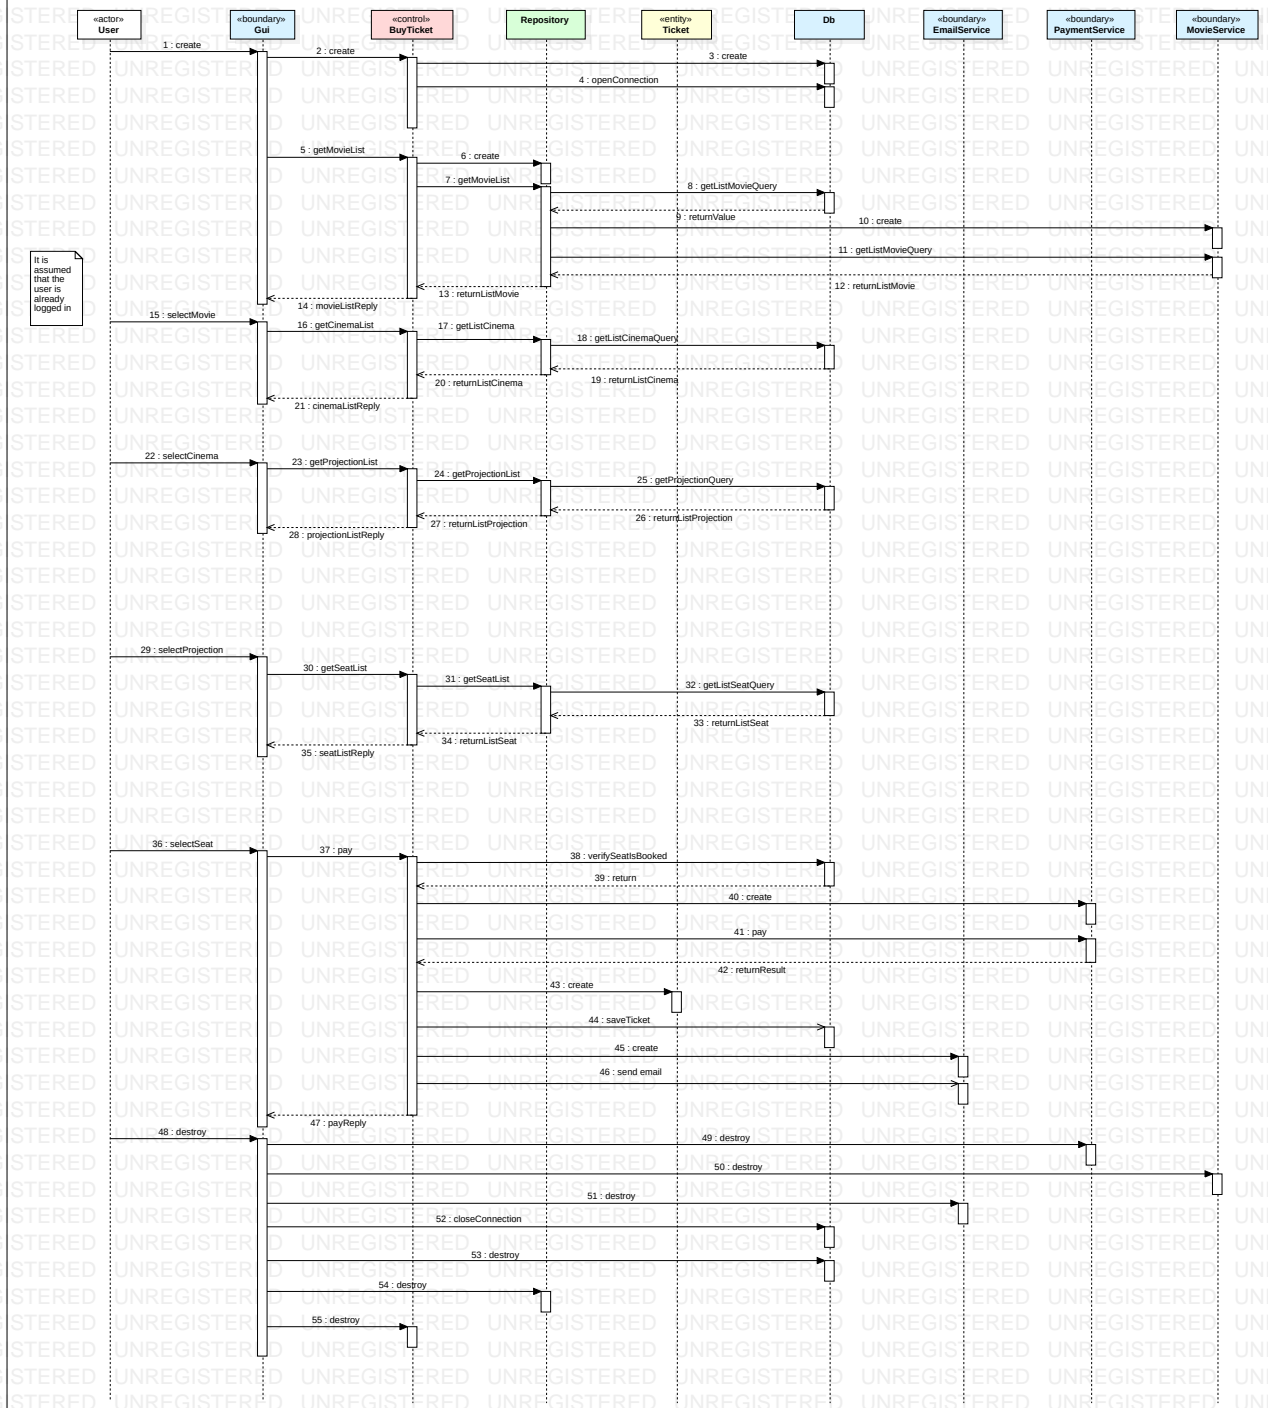 «actor»
User
«boundary»
Gui
«control»
BuyTicket
Repository
«entity»
Ticket
Db
«boundary»
EmailService
«boundary»
PaymentService
«boundary»
MovieService
1 : create
2 : create
3 : create
4 : openConnection
5 : getMovieList
6 : create
7 : getMovieList
8 : getListMovieQuery
9 : returnValue
10 : create
11 : getListMovieQuery
12 : returnListMovie
13 : returnListMovie
14 : movieListReply
It is
assumed
that the
user is
already
logged in
15 : selectMovie
16 : getCinemaList
17 : getListCinema
18 : getListCinemaQuery
19 : returnListCinema
20 : returnListCinema
21 : cinemaListReply
22 : selectCinema
23 : getProjectionList
24 : getProjectionList
25 : getProjectionQuery
26 : returnListProjection
27 : returnListProjection
28 : projectionListReply
29 : selectProjection
30 : getSeatList
31 : getSeatList
32 : getListSeatQuery
33 : returnListSeat
34 : returnListSeat
35 : seatListReply
36 : selectSeat
37 : pay
38 : verifySeatIsBooked
39 : return
40 : create
41 : pay
42 : returnResult
43 : create
44 : saveTicket
45 : create
46 : send email
47 : payReply
48 : destroy
49 : destroy
50 : destroy
51 : destroy
52 : closeConnection
53 : destroy
54 : destroy
55 : destroy
UNREGISTERED